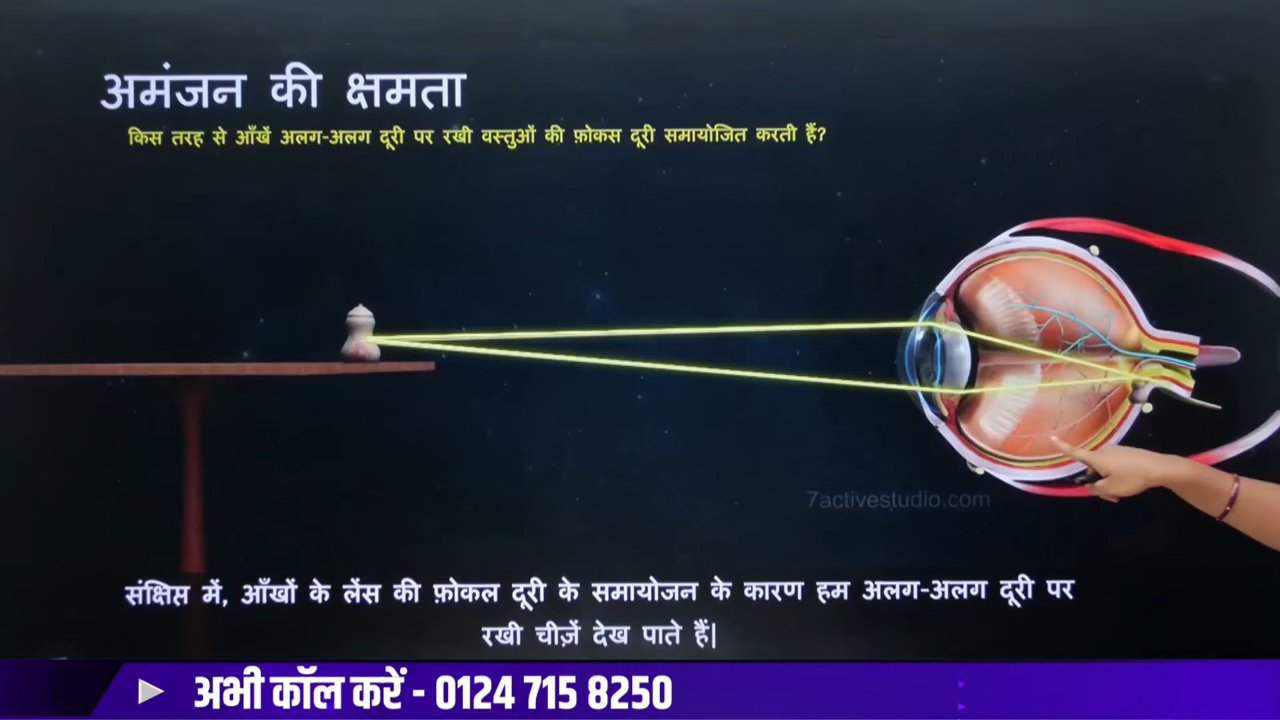 अमंजन की क्षमता
किस तरह से आँखें अलग-अलग दूरी पर रखी वस्तुओं की फ़ोकस दूरी समायोजित करती हैं?
7activestudio.com
संक्षिप्त में, आँखों के लेंस की फ़ोकल दूरी के समायोजन के कारण हम अलग-अलग दूरी पर
रखी चीज़ें देख पाते हैं|
अभी कॉल करें - 0124 715 8250